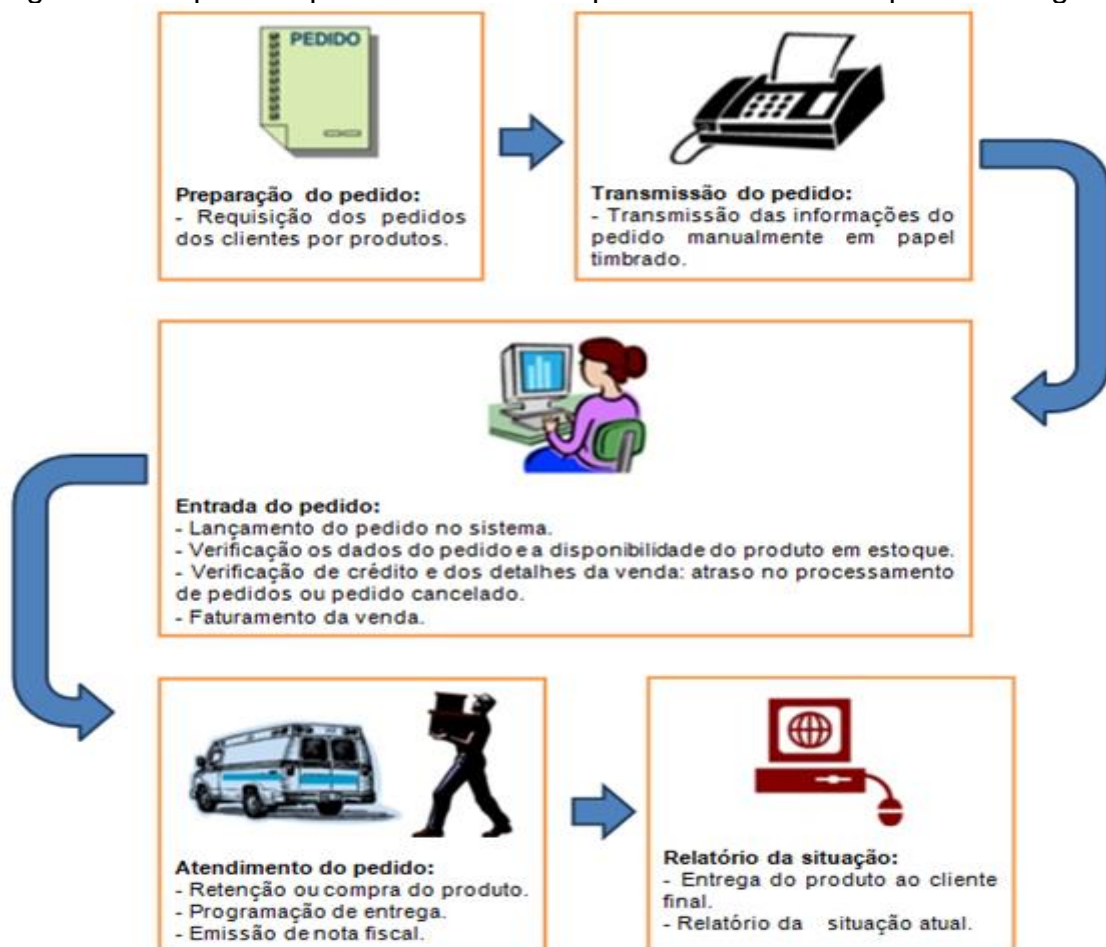 PEDIDO
Preparação do pedido:
- Requisição dos pedidos
dos clientes por produtos.
Transmissão do pedido:
- Transmissão das informações do
pedido manualmente em papel
timbrado.
Entrada do pedido:
- Lançamento do pedido no sistema.
- Verificação os dados do pedido e a disponibilidade do produto em estoque.
- Verificação de crédito e dos detalhes da venda: atraso no processamento
de pedidos ou pedido cancelado.
- Faturamento da venda.
Atendimento do pedido:
- Retenção ou compra do produto.
- Programação de entrega.
- Emissão de nota fiscal.
Relatório da situação:
- Entrega do produto ao cliente
final.
- Relatório da situação atual.